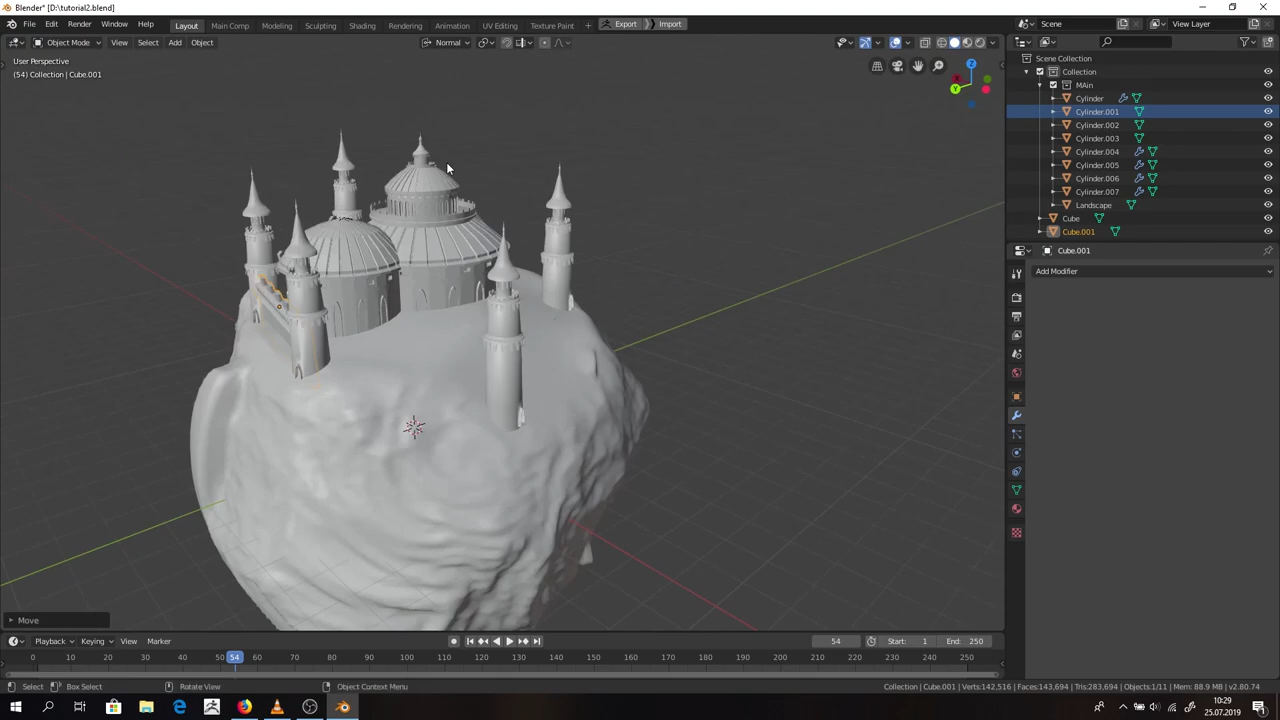 Blender* [D:\tutorial2.blend]
File Edit Render Window Help Layout Main Comp Modeling Sculpting Shading Rendering Animation UV Editing Texture Paint Export Import Scene View Layer
Object Mode View Select Add Object Normal
User Perspective
(54) Collection | Cube.001
Scene Collection
Collection
MAin
Cylinder
Cylinder.001
Cylinder.002
Cylinder.003
Cylinder.004
Cylinder.005
Cylinder.006
Cylinder.007
Landscape
Cube
Cube.001
Cube.001
Add Modifier
Z
Y
Move
Playback Keying View Marker 54 Start: 1 End: 250
0 10 20 30 40 50 54 60 70 80 90 100 110 120 130 140 150 160 170 180 190 200 210 220 230 240 250
Select Box Select Rotate View Object Context Menu Collection | Cube.001 | Verts:142,516 | Faces:143,694 | Tris:283,694 | Objects:1/11 | Mem: 88.9 MB | v2.80.74
10:29
25.07.2019